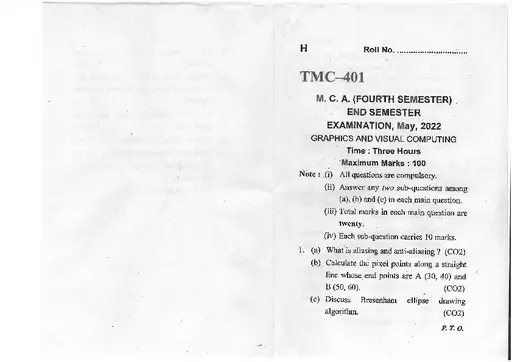 H Roll No. ..............................
TMC–401
M. C. A. (FOURTH SEMESTER)
END SEMESTER
EXAMINATION, May, 2022
GRAPHICS AND VISUAL COMPUTING
Time : Three Hours
Maximum Marks : 100
Note : (i) All questions are compulsory.
(ii) Answer any two sub-questions among
(a), (b) and (c) in each main question.
(iii) Total marks in each main question are
twenty.
(iv) Each sub-question carries 10 marks.
1. (a) What is aliasing and anti-aliasing ? (CO2)
(b) Calculate the pixel points along a straight
line whose end points are A (30, 40) and
B (50, 60). (CO2)
(c) Discuss Bresenham ellipse drawing
algorithm. (CO2)
P. T. O.